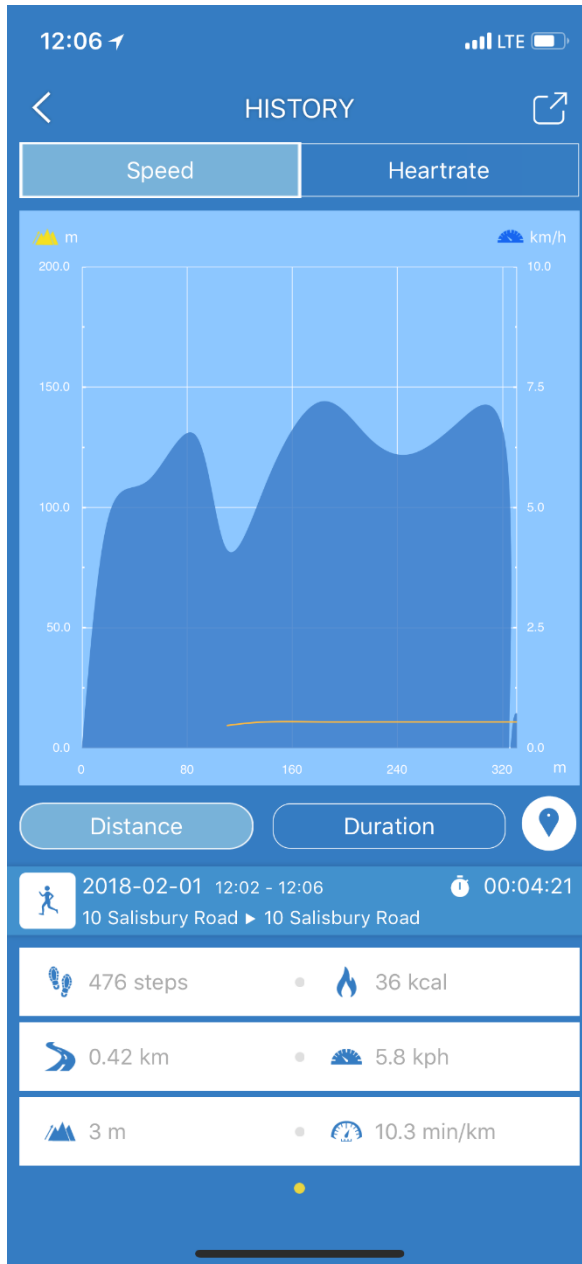 12:06 LTE
HISTORY
Speed Heartrate
m km/h
200.0 10.0
150.0 7.5
100.0 5.0
50.0 2.5
0.0 0.0
0 80 160 240 320 m
Distance Duration
2018-02-01 12:02 - 12:06 00:04:21
10 Salisbury Road ▸ 10 Salisbury Road
476 steps 36 kcal
0.42 km 5.8 kph
3 m 10.3 min/km